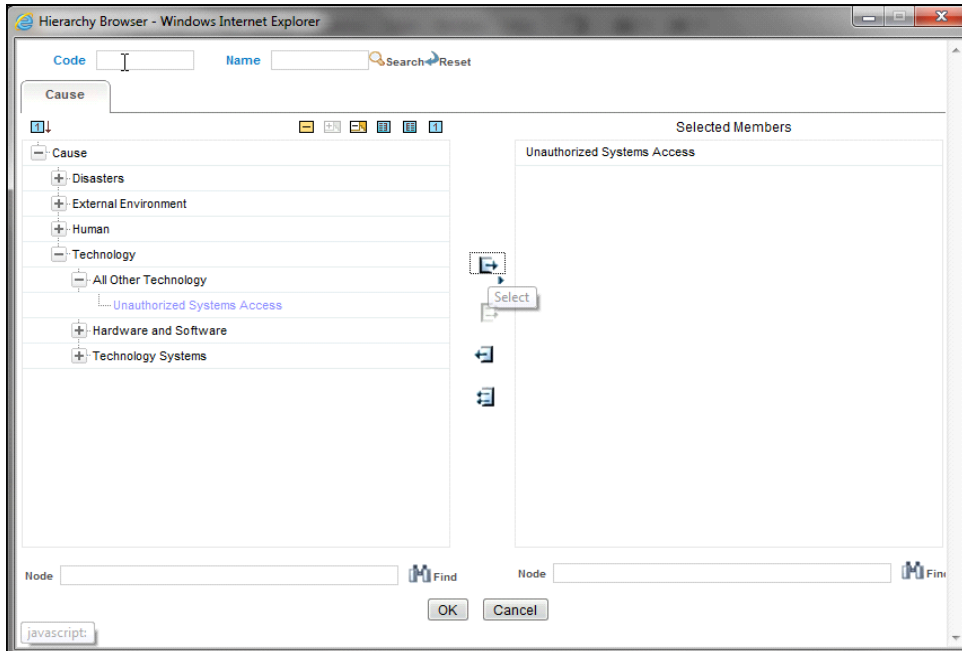 Hierarchy Browser - Windows Internet Explorer
Code Name Search Reset
Cause
Selected Members
Cause
Unauthorized Systems Access
Disasters
External Environment
Human
Technology
All Other Technology
Unauthorized Systems Access
Select
Hardware and Software
Technology Systems
Node Find
Node Find
OK Cancel
javascript: